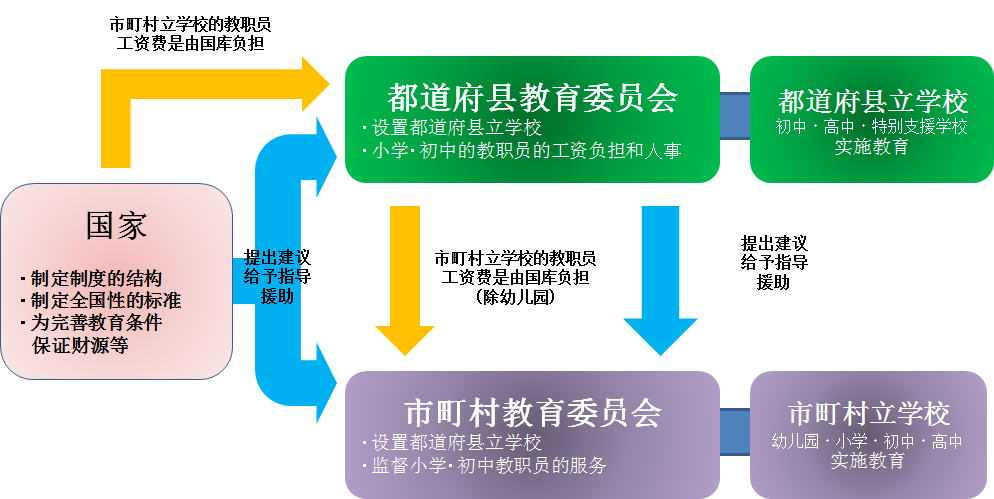 市町村立学校的教职员
工资费是由国库负担
都道府县教育委员会
·设置都道府县立学校
·小学·初中的教职员的工资负担和人事
都道府县立学校
初中·高中·特别支援学校
实施教育
国家
·制定制度的结构
·制定全国性的标准
·为完善教育条件
保证财源等
提出建议
给予指导
援助
市町村立学校的教职员
工资费是由国库负担
(除幼儿园)
提出建议
给予指导
援助
市町村教育委员会
·设置都道府县立学校
·监督小学·初中教职员的服务
市町村立学校
幼儿园·小学·初中·高中
实施教育